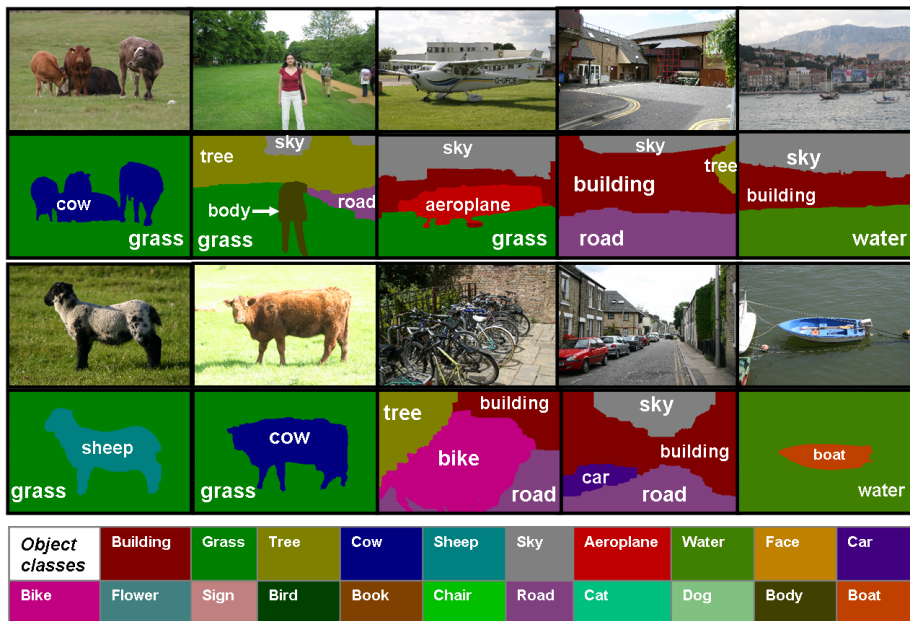 G-UFCB
sky
tree
cow
grass
body
road
grass
sky
aeroplane
grass
sky
tree
building
road
sky
building
water
sheep
grass
cow
grass
tree
building
bike
road
sky
building
car
road
boat
water
Object classes
Building Grass Tree Cow Sheep Sky Aeroplane Water Face Car
Bike Flower Sign Bird Book Chair Road Cat Dog Body Boat